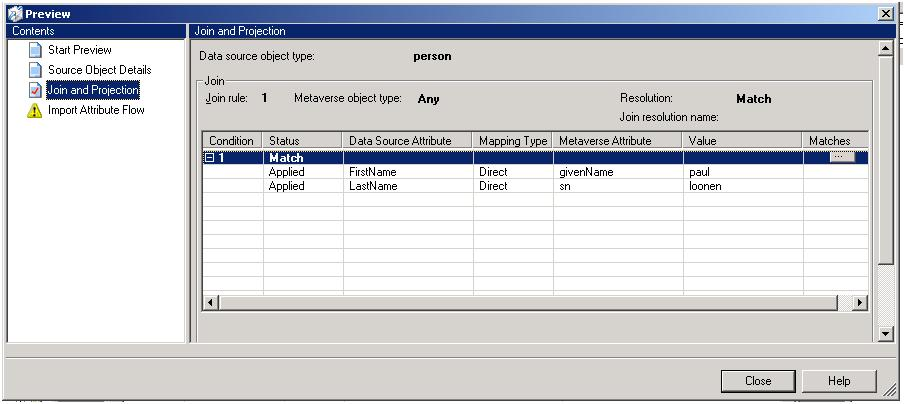 Preview
Contents
Start Preview
Source Object Details
Join and Projection
Import Attribute Flow
Join and Projection
Data source object type: person
Join
Join rule: 1 Metaverse object type: Any Resolution: Match
Join resolution name:
Condition Status Data Source Attribute Mapping Type Metaverse Attribute Value Matches
1 Match ...
Applied FirstName Direct givenName paul
Applied LastName Direct sn loonen
Close Help